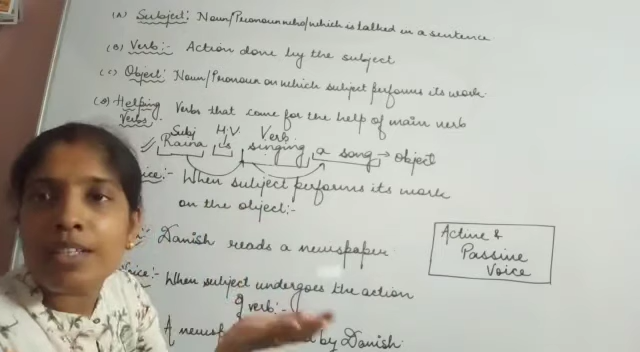 (A) Subject: Noun/Pronoun who/which is talked in a sentence
(B) Verb:- Action done by the subject
(C) Object: Noun/Pronoun on which subject performs its work
(D) Helping Verbs that come for the help of main verb
Verbs:-
Subj H.V. Verb
Raina is singing a song → object
:- When subject performs its work
on the object:-
Danish reads a newspaper
Active &
Passive
Voice
:- When subject undergoes the action
of verb:-
A by Danish